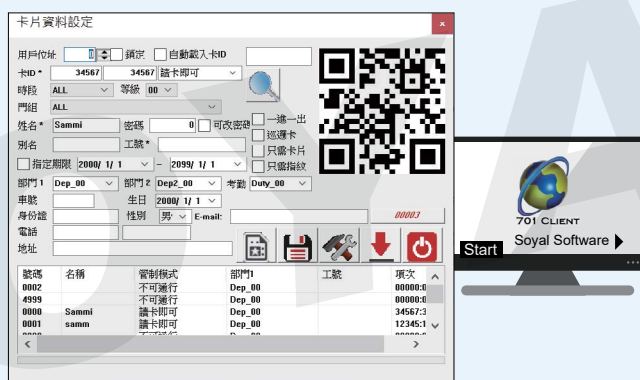 卡片資料設定
x
用戶位址 0 鎖定 自動載入卡ID
卡ID * 34567 34567 讀卡即可
時段 ALL 等級 00
門組 ALL
姓名* Sammi 密碼 0 可改密碼 一進一出
巡邏卡
別名 工號* 只需卡片
指定期限 2000/ 1/ 1 - 2099/ 1/ 1 只需指紋
部門1 Dep_00 部門2 Dep2_00 考勤 Duty_00
車號 生日 2000/ 1/ 1
身份證 性別 男 E-mail: 00003
電話
地址
號碼 名稱 管制模式 部門1 工號 項次
0002 不可通行 Dep_00 00000:0
4999 不可通行 Dep_00 00000:0
0000 Sammi 讀卡即可 Dep_00 34567:3
0001 samm 讀卡即可 Dep_00 12345:1
701 CLIENT
Start Soyal Software